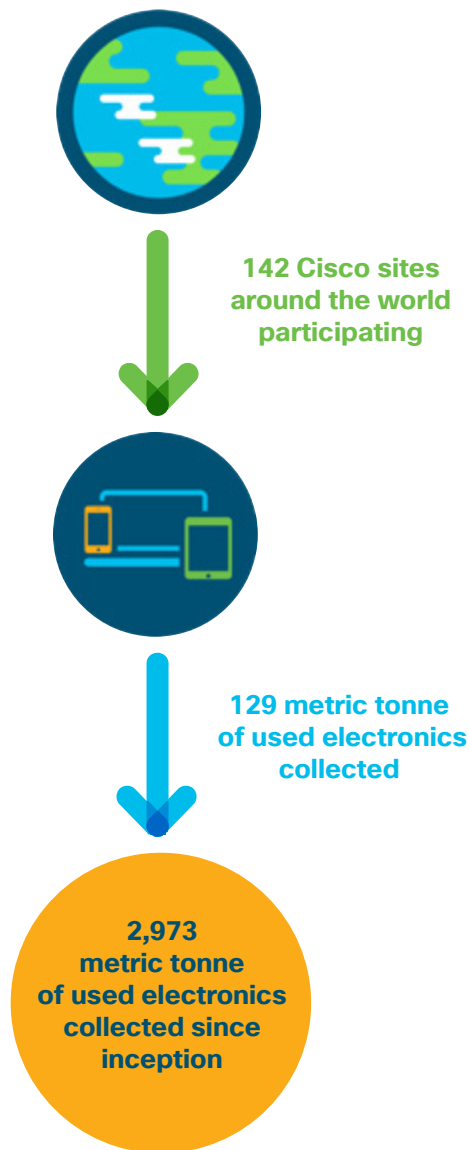 142 Cisco sites
around the world
participating
129 metric tonne
of used electronics
collected
2,973
metric tonne
of used electronics
collected since
inception